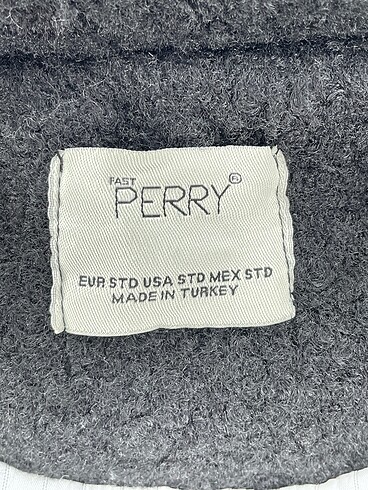 FAST
PERRY®
EUR STD USA STD MEX STD
MADE IN TURKEY